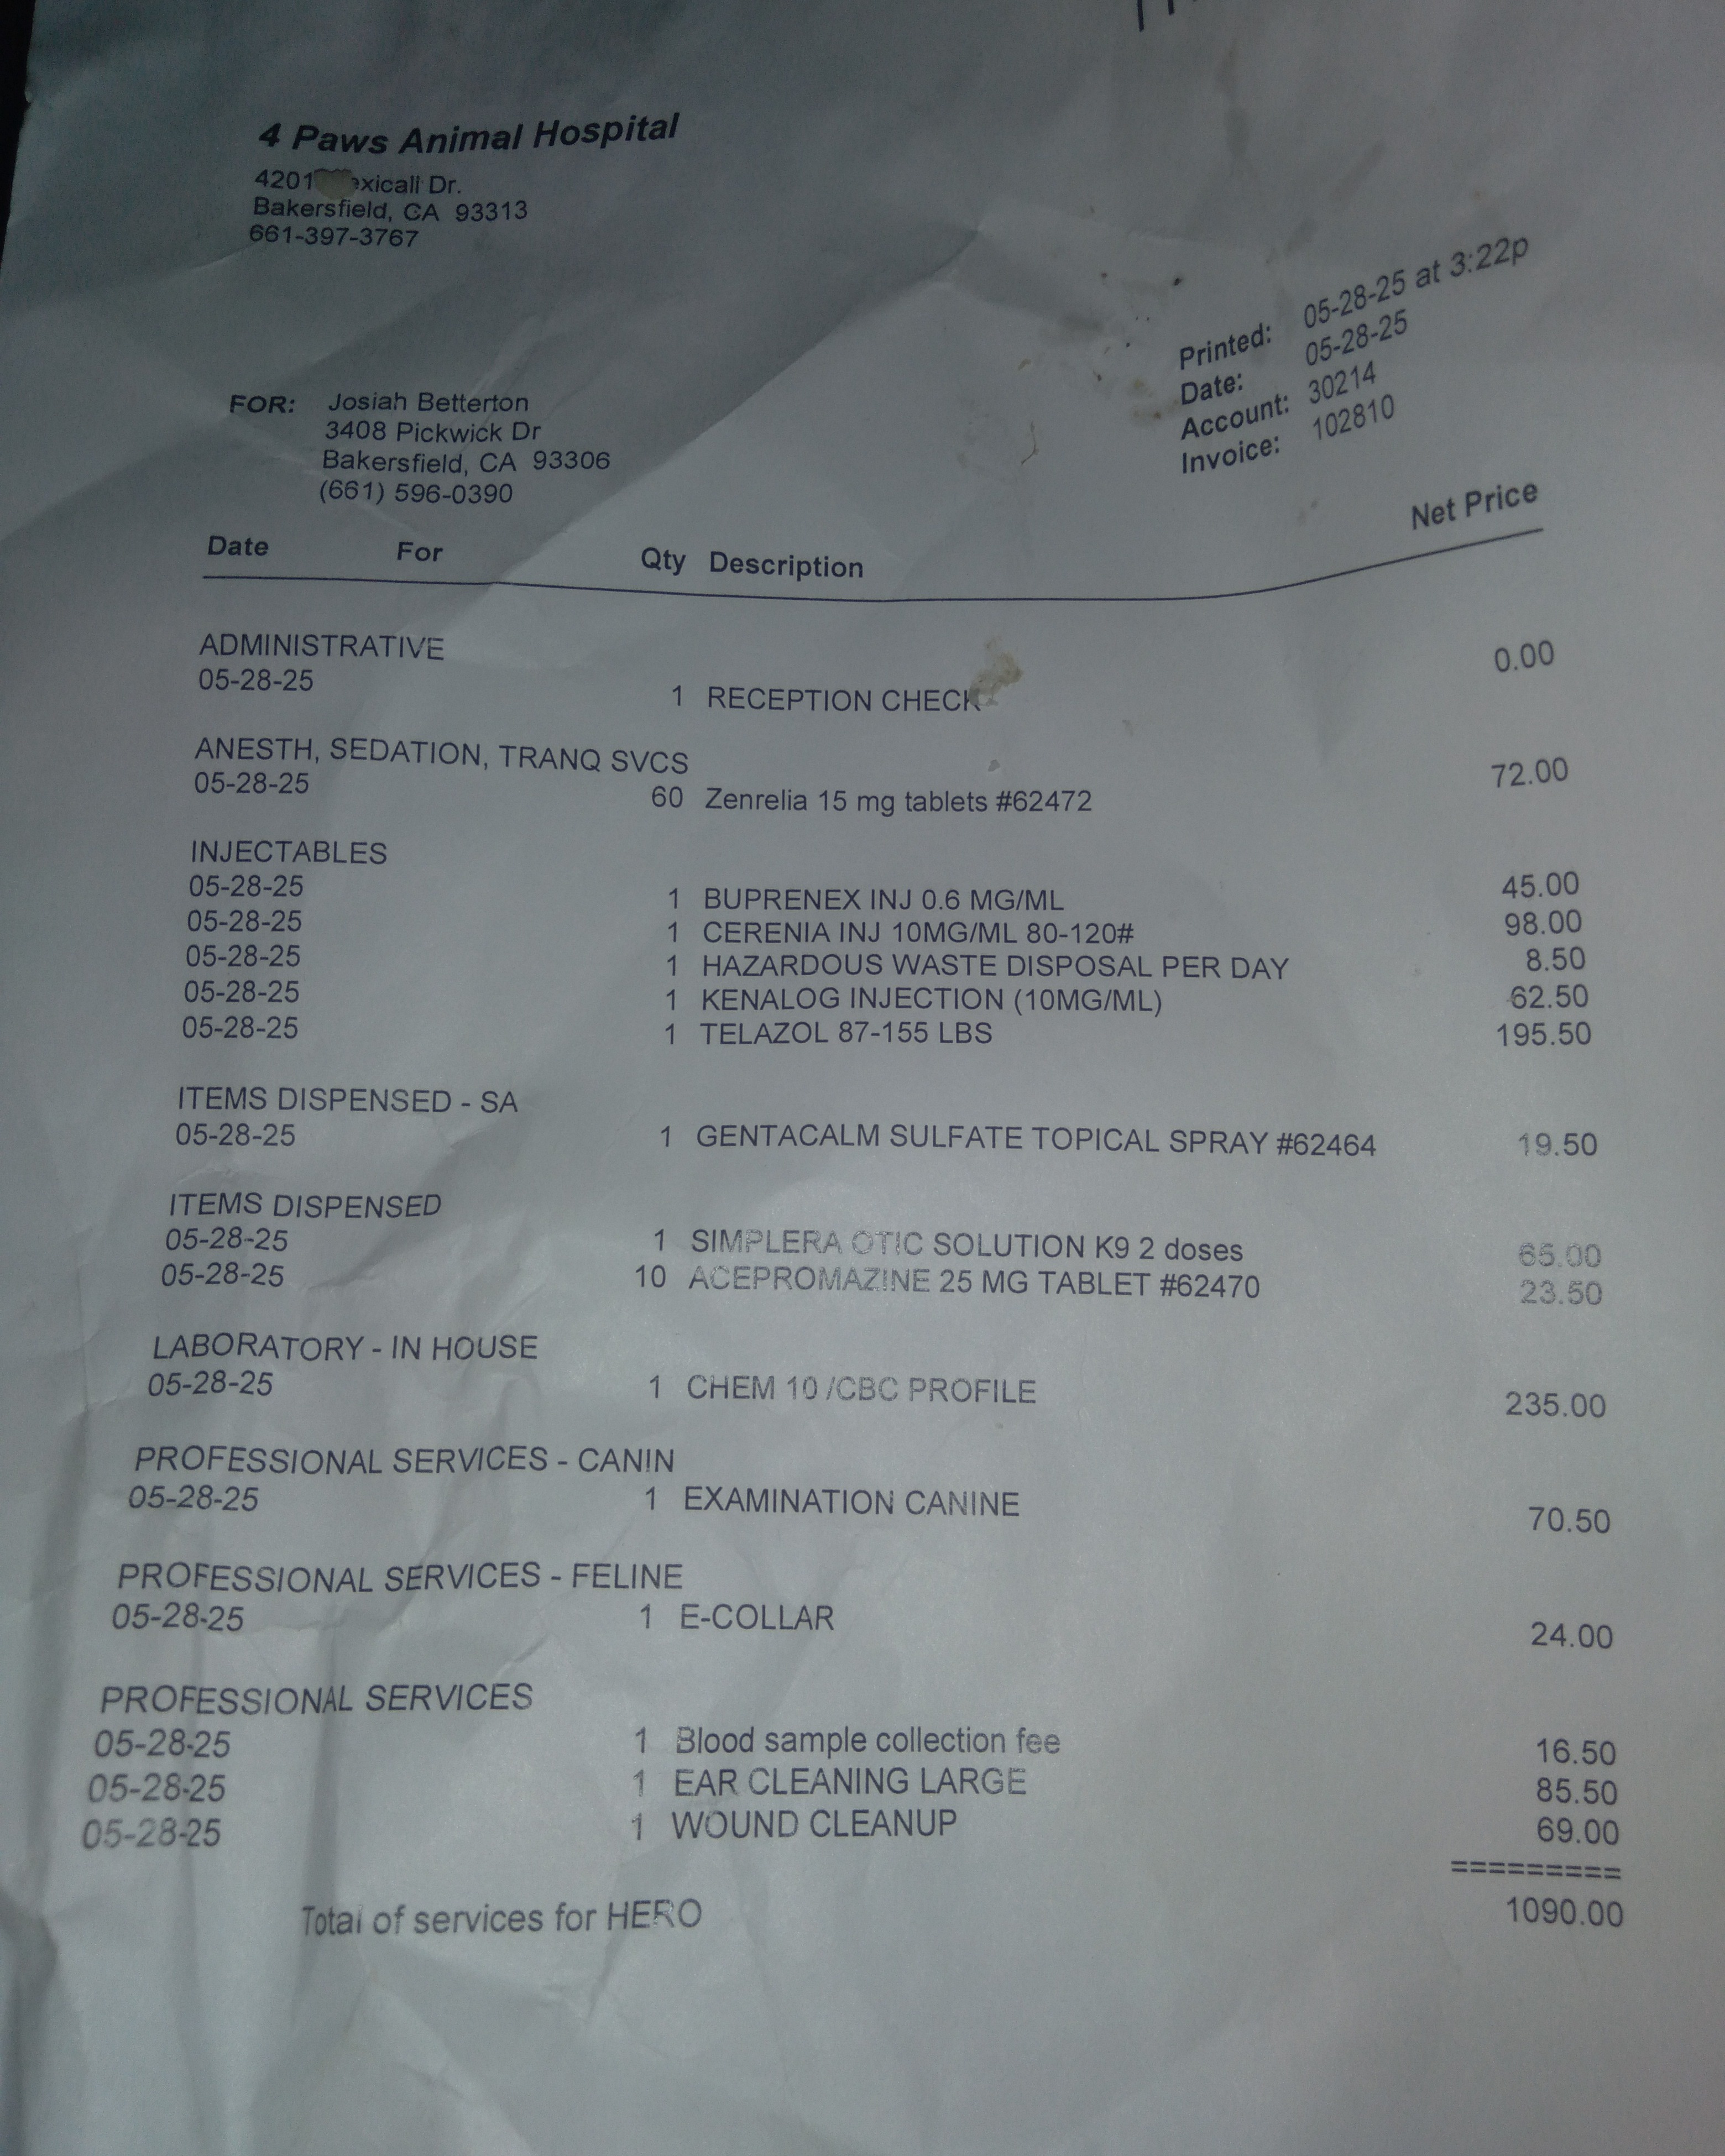 4 Paws Animal Hospital
4201 exicali Dr.
Bakersfield, CA 93313
661-397-3767
Printed: 05-28-25 at 3:22p
Date: 05-28-25
Account: 30214
Invoice: 102810
FOR: Josiah Betterton
3408 Pickwick Dr
Bakersfield, CA 93306
(661) 596-0390
Date For Qty Description Net Price
ADMINISTRATIVE
05-28-25 1 RECEPTION CHECK 0.00
ANESTH, SEDATION, TRANQ SVCS
05-28-25 60 Zenrelia 15 mg tablets #62472 72.00
INJECTABLES
05-28-25 1 BUPRENEX INJ 0.6 MG/ML 45.00
05-28-25 1 CERENIA INJ 10MG/ML 80-120# 98.00
05-28-25 1 HAZARDOUS WASTE DISPOSAL PER DAY 8.50
05-28-25 1 KENALOG INJECTION (10MG/ML) 62.50
05-28-25 1 TELAZOL 87-155 LBS 195.50
ITEMS DISPENSED - SA
05-28-25 1 GENTACALM SULFATE TOPICAL SPRAY #62464 19.50
ITEMS DISPENSED
05-28-25 1 SIMPLERA OTIC SOLUTION K9 2 doses 65.00
05-28-25 10 ACEPROMAZINE 25 MG TABLET #62470 23.50
LABORATORY - IN HOUSE
05-28-25 1 CHEM 10 /CBC PROFILE 235.00
PROFESSIONAL SERVICES - CANIN
05-28-25 1 EXAMINATION CANINE 70.50
PROFESSIONAL SERVICES - FELINE
05-28-25 1 E-COLLAR 24.00
PROFESSIONAL SERVICES
05-28-25 1 Blood sample collection fee 16.50
05-28-25 1 EAR CLEANING LARGE 85.50
05-28-25 1 WOUND CLEANUP 69.00
=========
Total of services for HERO 1090.00